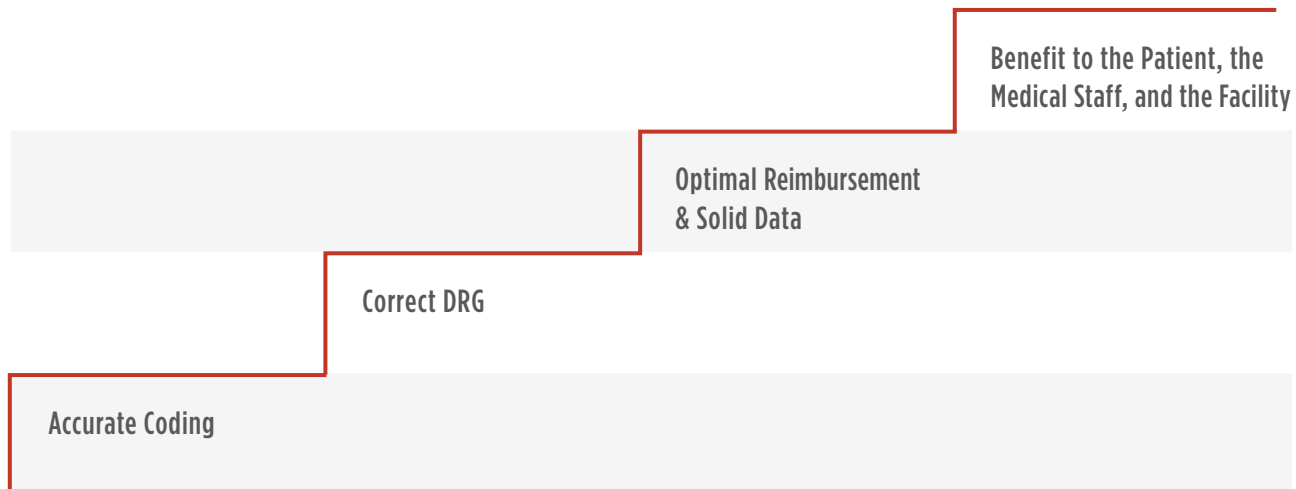 Benefit to the Patient, the
Medical Staff, and the Facility
Optimal Reimbursement
& Solid Data
Correct DRG
Accurate Coding